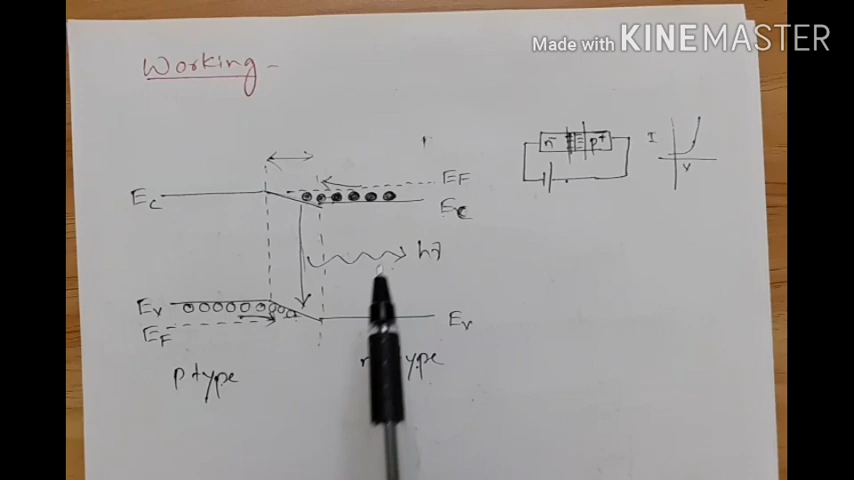 Made with KINEMASTER
Working -
n⁻ p⁺
I
V
EF
EC
Ec
hν
Ev
EF
Ev
p type
type